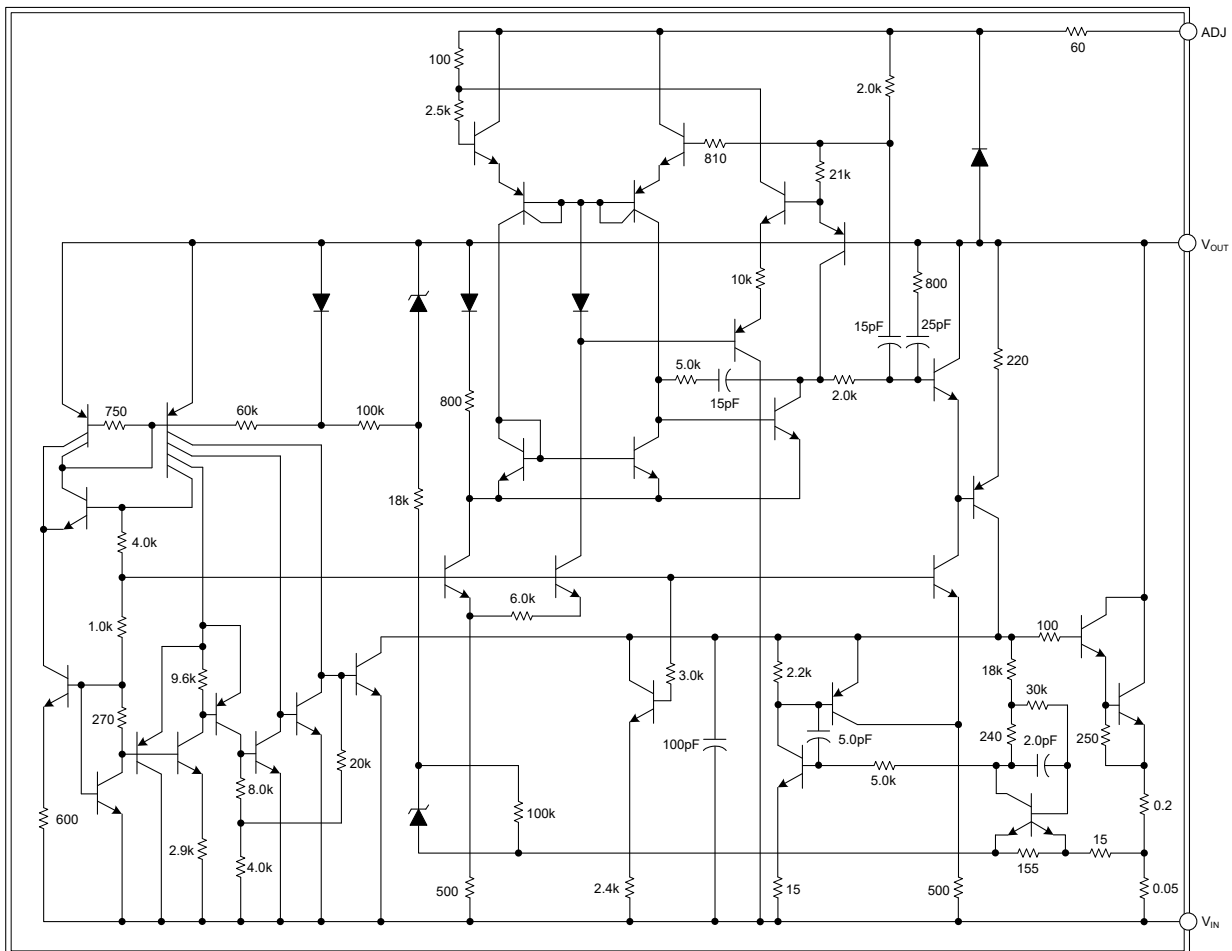 ADJ
60
100
2.0k
2.5k
810
21k
V_OUT
10k
800
15pF
25pF
220
5.0k
15pF
2.0k
800
750
60k
100k
18k
4.0k
6.0k
1.0k
100
3.0k
2.2k
18k
9.6k
30k
270
5.0pF
240
2.0pF
250
100pF
20k
5.0k
8.0k
600
100k
0.2
2.9k
15
155
4.0k
500
2.4k
15
500
0.05
V_IN